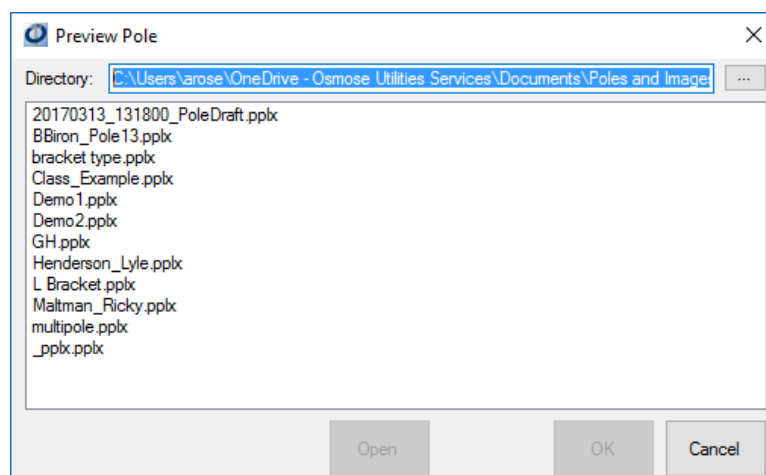 Preview Pole
Directory: C:\Users\arose\OneDrive - Osmose Utilities Services\Documents\Poles and Images ...
20170313_131800_PoleDraft.pplx
BBiron_Pole13.pplx
bracket type.pplx
Class_Example.pplx
Demo1.pplx
Demo2.pplx
GH.pplx
Henderson_Lyle.pplx
L Bracket.pplx
Maltman_Ricky.pplx
multipole.pplx
_pplx.pplx
Open OK Cancel